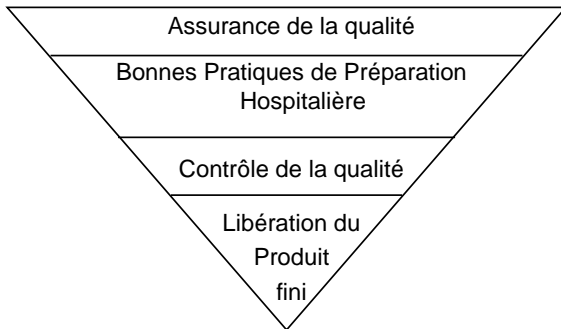 Assurance de la qualité
Bonnes Pratiques de Préparation
Hospitalière
Contrôle de la qualité
Libération du
Produit
fini